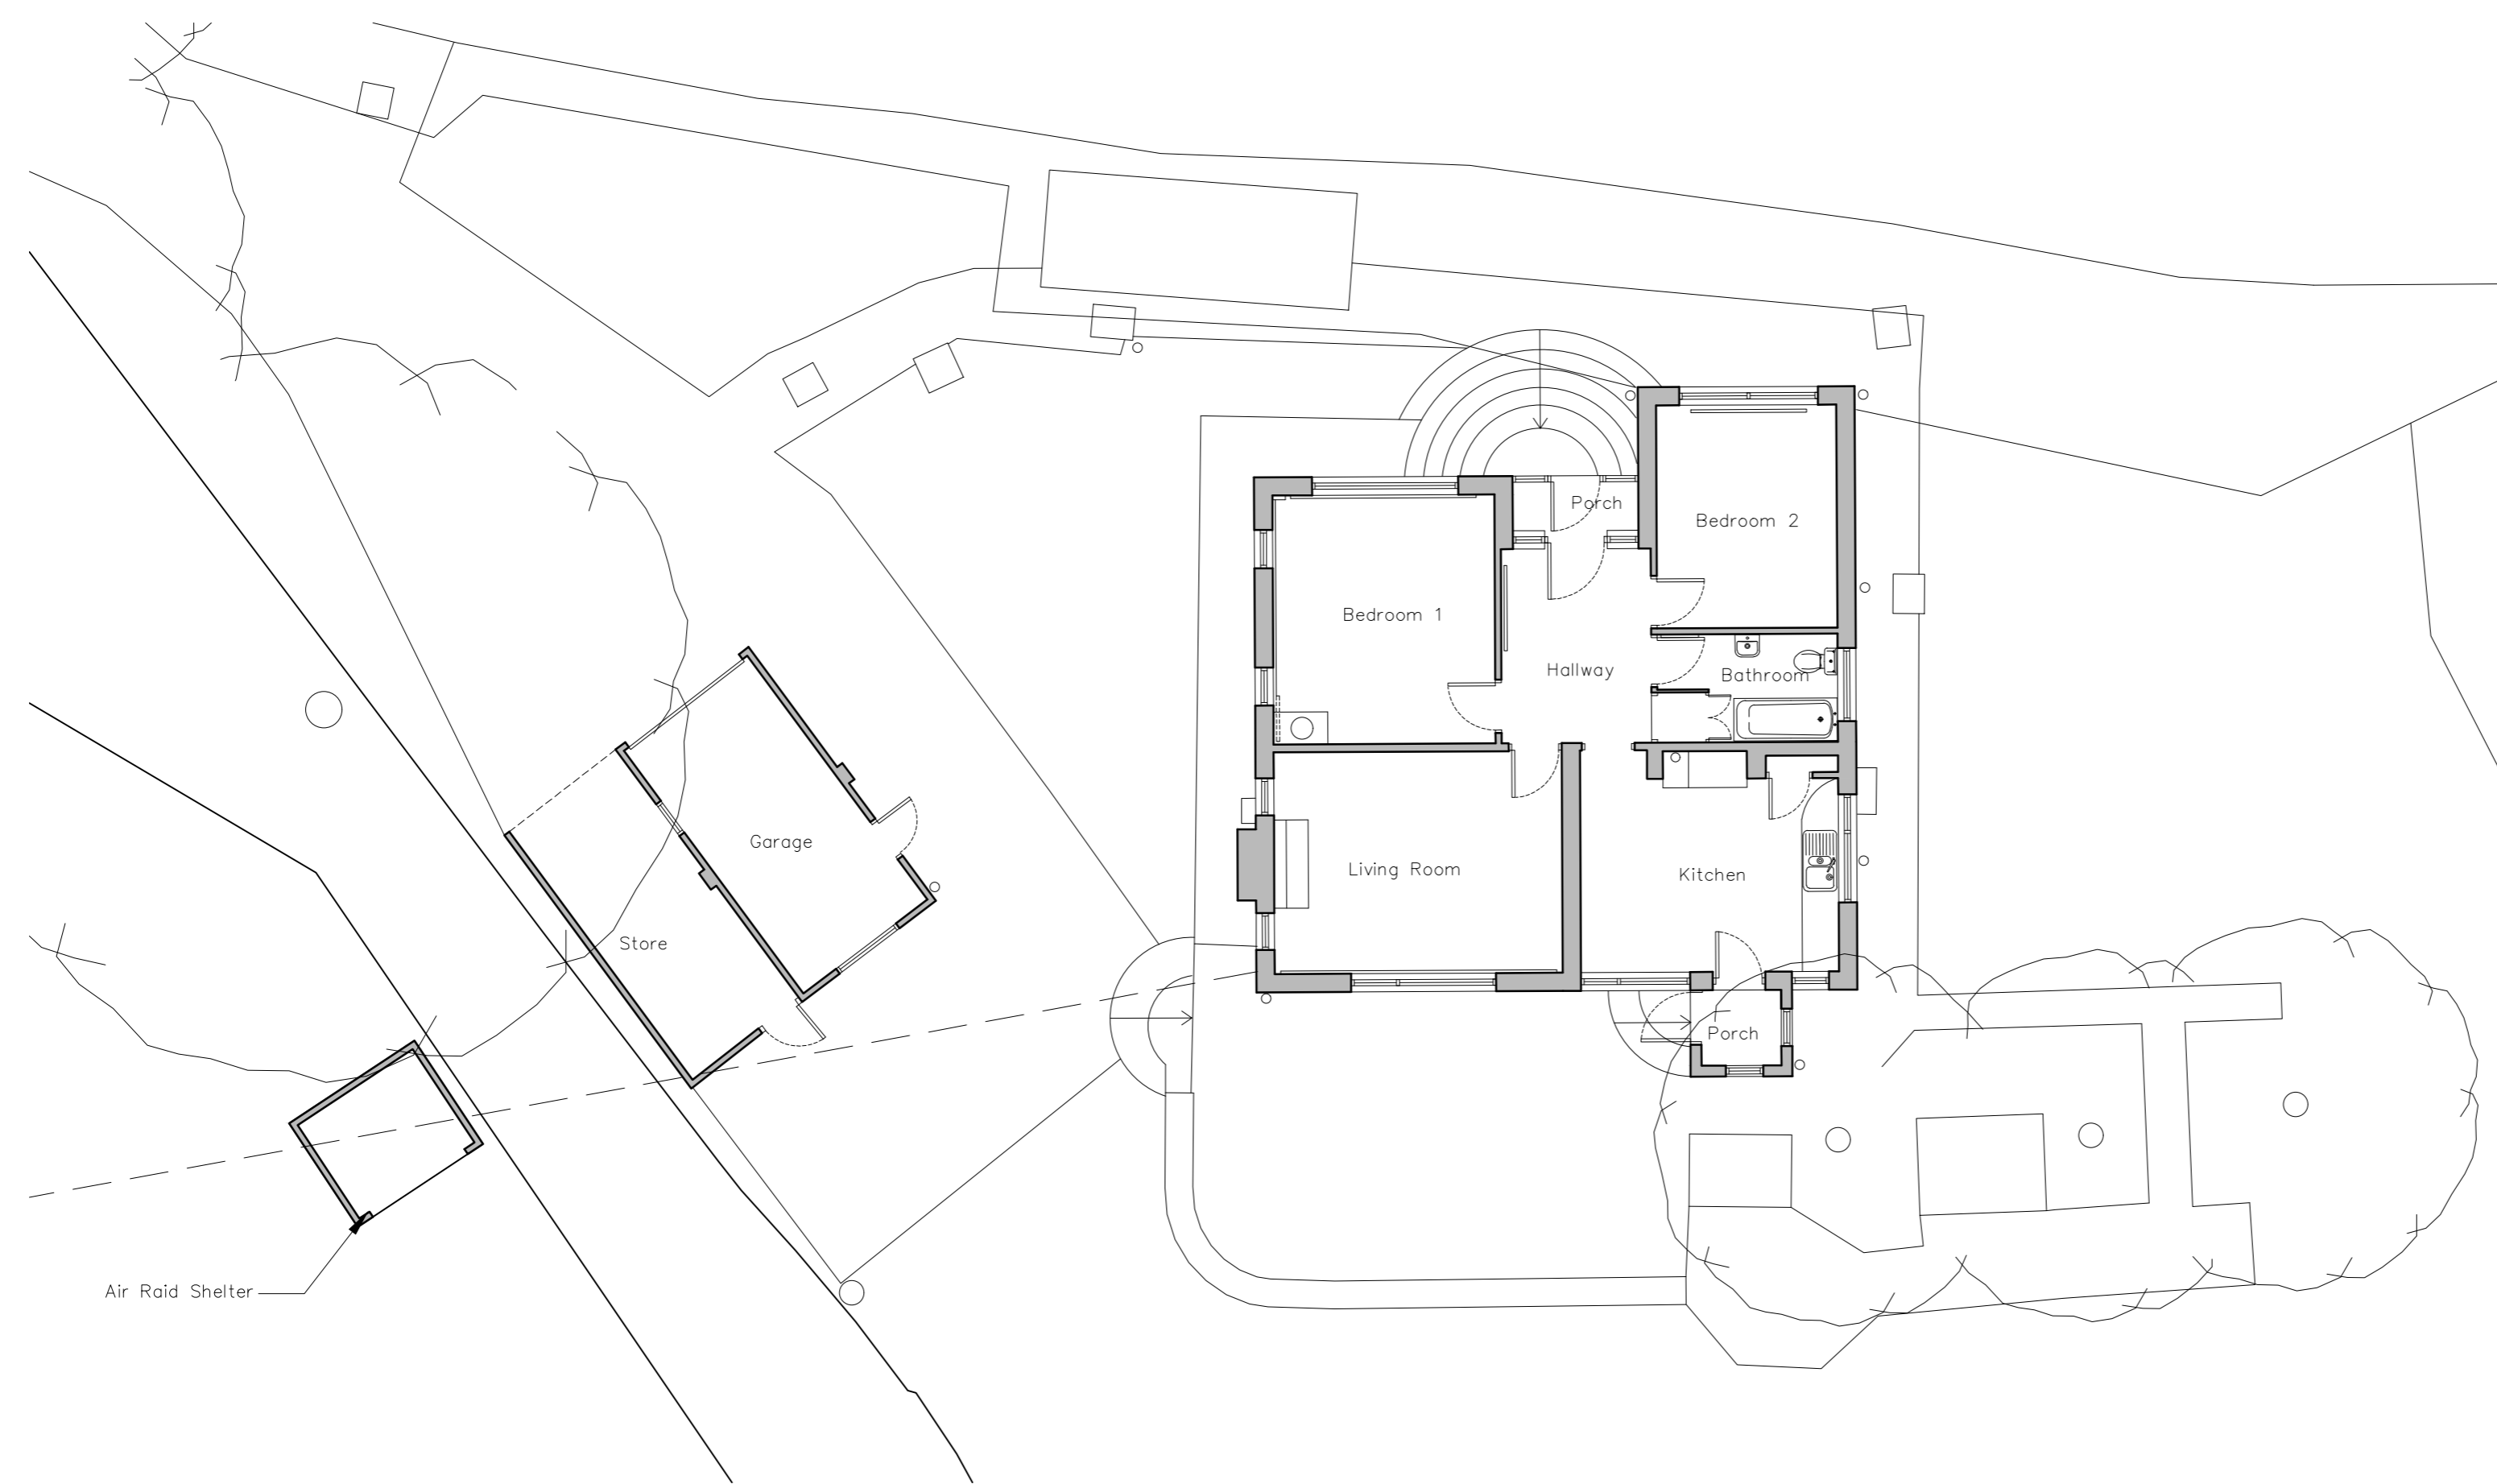 Porch
Bedroom 2
Bedroom 1
Hallway
Bathroom
Garage
Living Room
Kitchen
Store
Porch
Air Raid Shelter